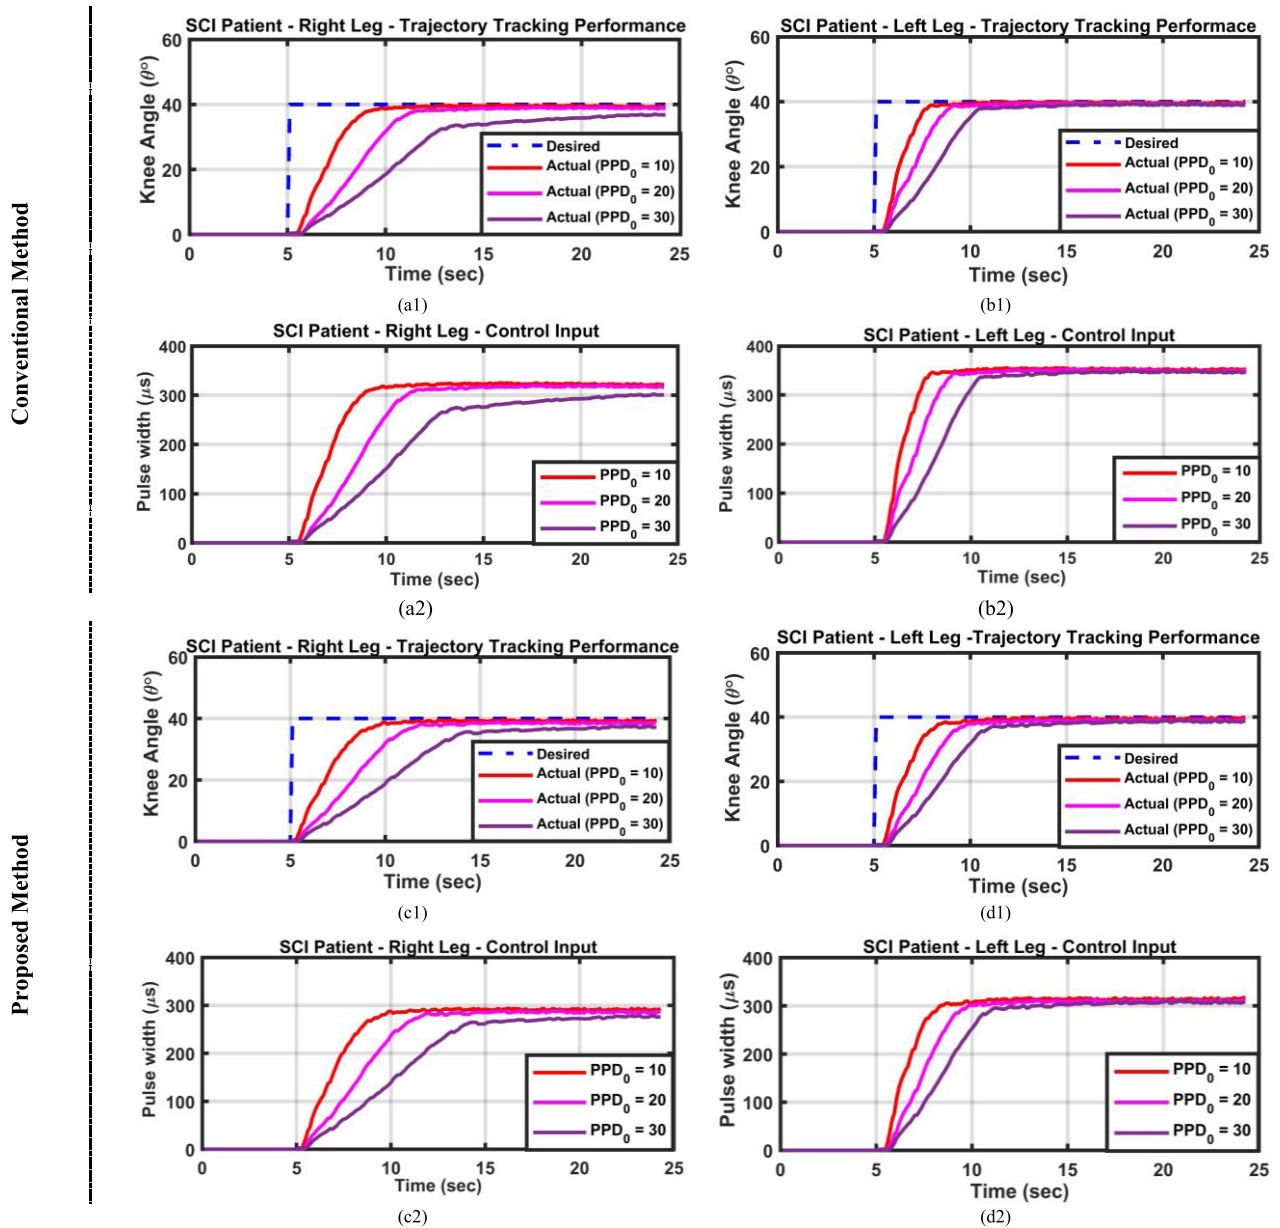 Conventional Method
SCI Patient - Right Leg - Trajectory Tracking Performance
Knee Angle (θ°)
60
40
20
0
0 5 10 15 20 25
Time (sec)
Desired
Actual (PPD0 = 10)
Actual (PPD0 = 20)
Actual (PPD0 = 30)
(a1)
SCI Patient - Left Leg - Trajectory Tracking Performace
Knee Angle (θ°)
60
40
20
0
0 5 10 15 20 25
Time (sec)
Desired
Actual (PPD0 = 10)
Actual (PPD0 = 20)
Actual (PPD0 = 30)
(b1)
SCI Patient - Right Leg - Control Input
Pulse width (μs)
400
300
200
100
0
0 5 10 15 20 25
Time (sec)
PPD0 = 10
PPD0 = 20
PPD0 = 30
(a2)
SCI Patient - Left Leg - Control Input
Pulse width (μs)
400
300
200
100
0
0 5 10 15 20 25
Time (sec)
PPD0 = 10
PPD0 = 20
PPD0 = 30
(b2)
Proposed Method
SCI Patient - Right Leg - Trajectory Tracking Performance
Knee Angle (θ°)
60
40
20
0
0 5 10 15 20 25
Time (sec)
Desired
Actual (PPD0 = 10)
Actual (PPD0 = 20)
Actual (PPD0 = 30)
(c1)
SCI Patient - Left Leg -Trajectory Tracking Performance
Knee Angle (θ°)
60
40
20
0
0 5 10 15 20 25
Time (sec)
Desired
Actual (PPD0 = 10)
Actual (PPD0 = 20)
Actual (PPD0 = 30)
(d1)
SCI Patient - Right Leg - Control Input
Pulse width (μs)
400
300
200
100
0
0 5 10 15 20 25
Time (sec)
PPD0 = 10
PPD0 = 20
PPD0 = 30
(c2)
SCI Patient - Left Leg - Control Input
Pulse width (μs)
400
300
200
100
0
0 5 10 15 20 25
Time (sec)
PPD0 = 10
PPD0 = 20
PPD0 = 30
(d2)